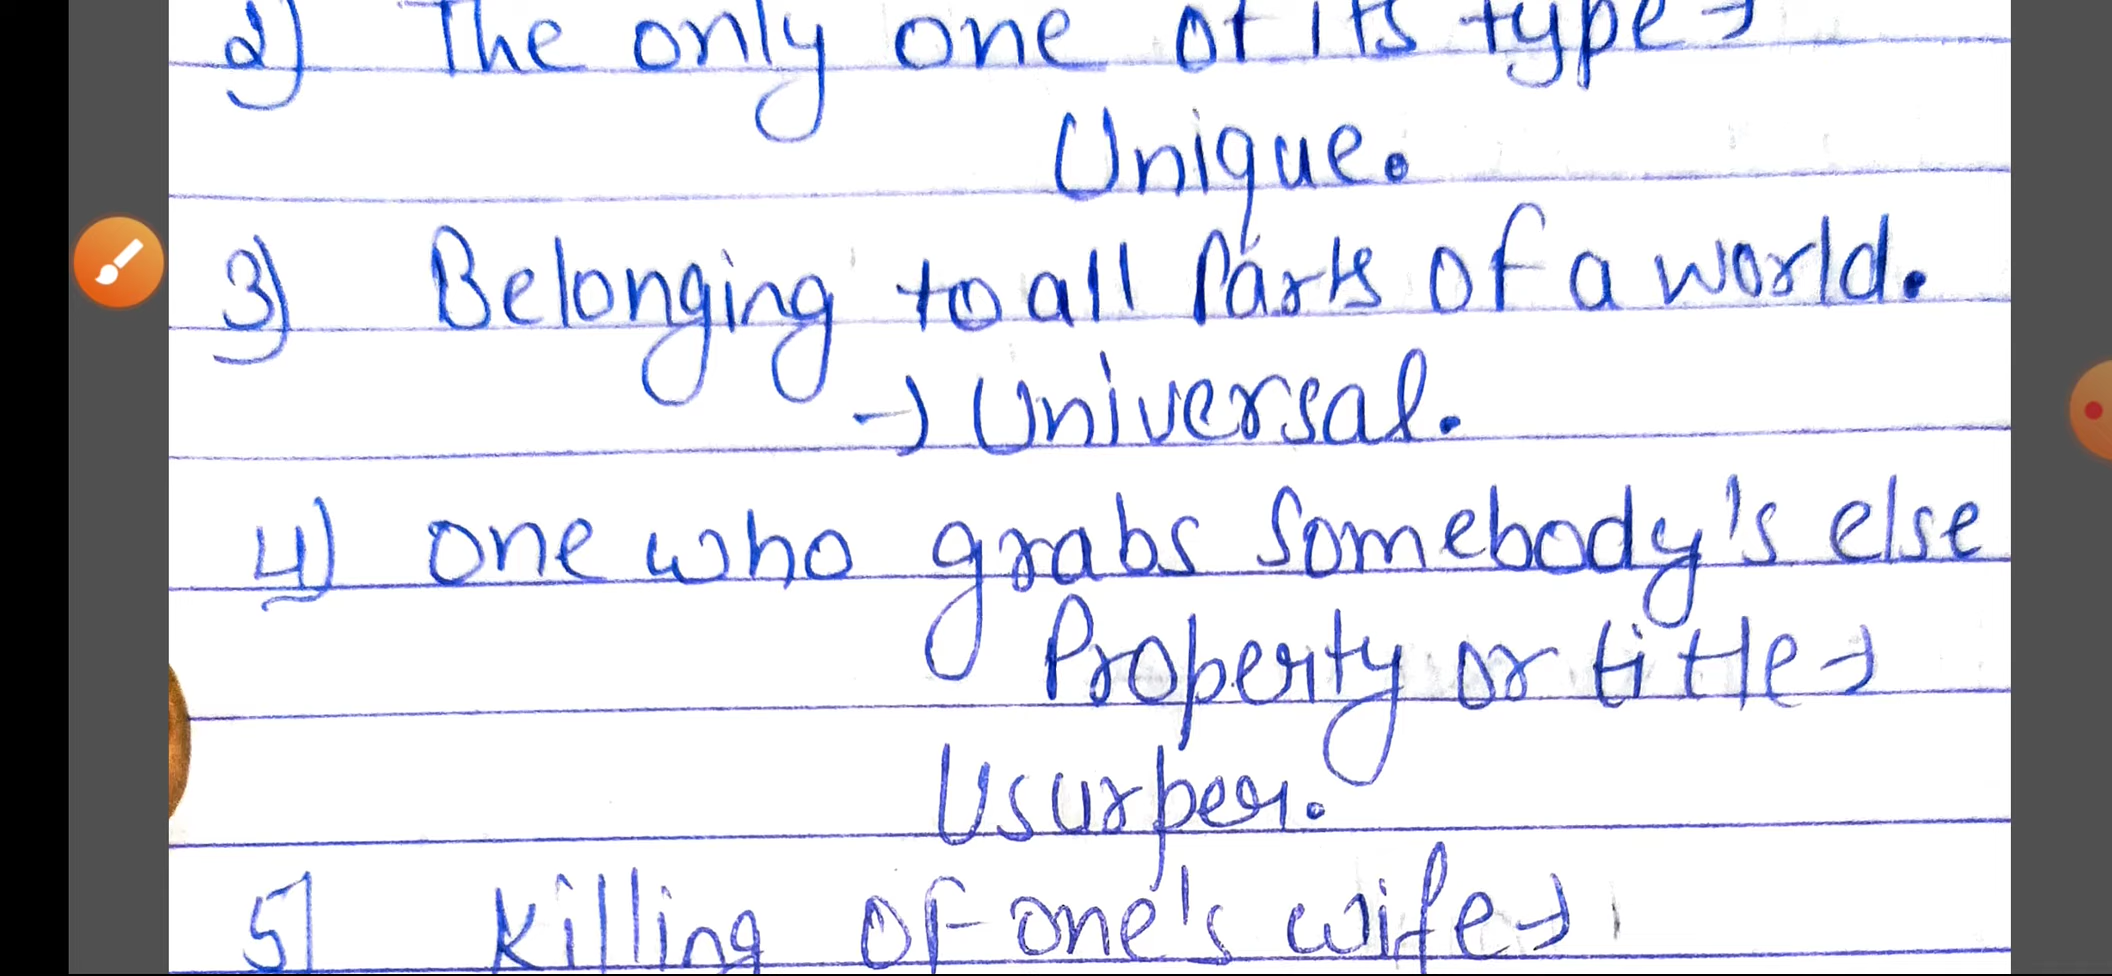 2) The only one of its type →
Unique.
3) Belonging to all Parts of a world.
→ Universal.
4) one who grabs somebody's else
Property or title →
Usurper.
5] Killing of one's wife →